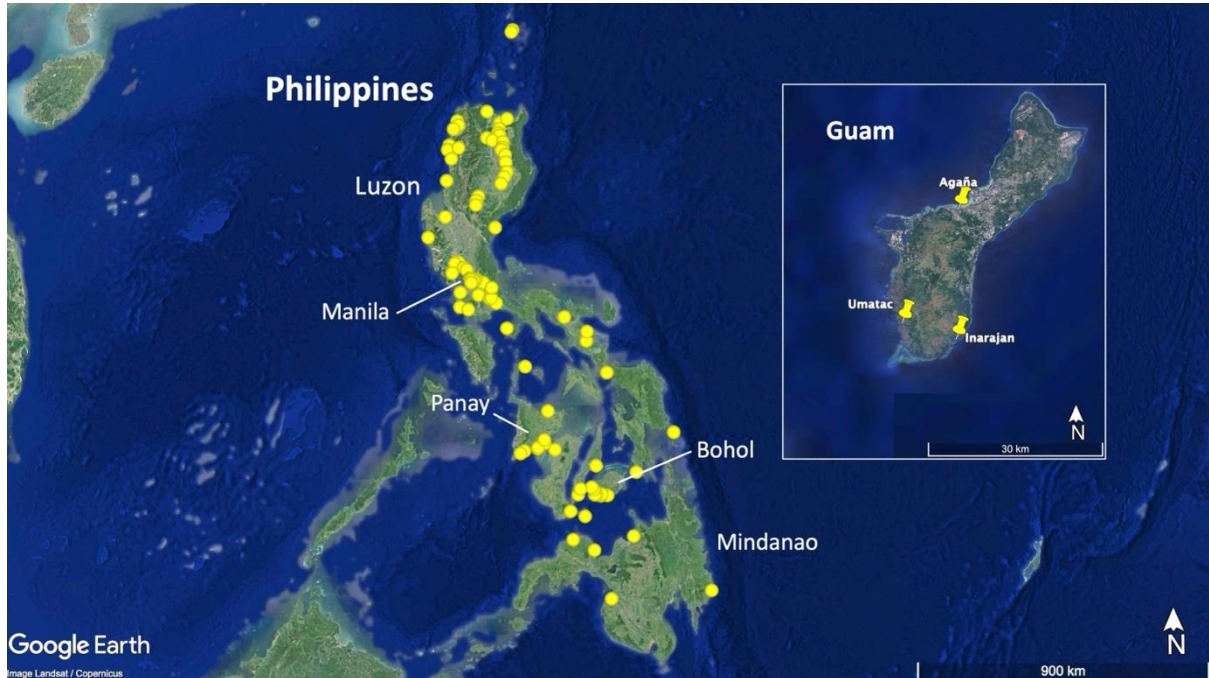 Philippines
Luzon
Manila
Panay
Bohol
Mindanao
Guam
Agaña
Umatac
Inarajan
N
30 km
Google Earth
Image Landsat / Copernicus
N
900 km